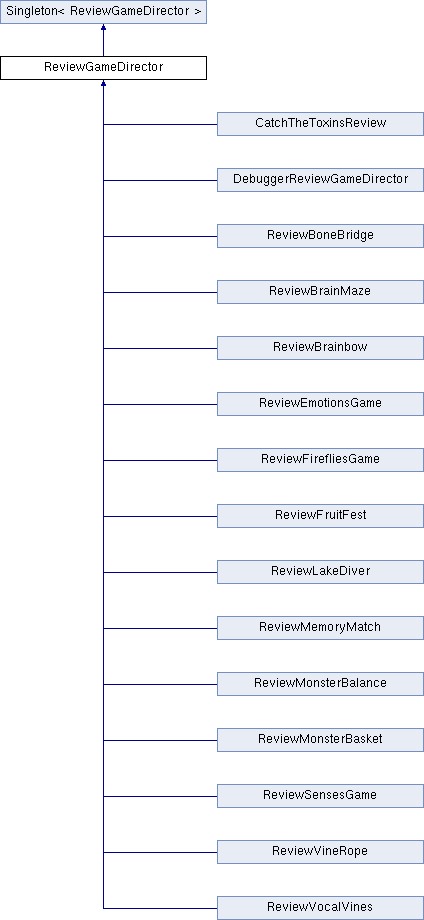 Singleton< ReviewGameDirector >
ReviewGameDirector
CatchTheToxinsReview
DebuggerReviewGameDirector
ReviewBoneBridge
ReviewBrainMaze
ReviewBrainbow
ReviewEmotionsGame
ReviewFirefliesGame
ReviewFruitFest
ReviewLakeDiver
ReviewMemoryMatch
ReviewMonsterBalance
ReviewMonsterBasket
ReviewSensesGame
ReviewVineRope
ReviewVocalVines